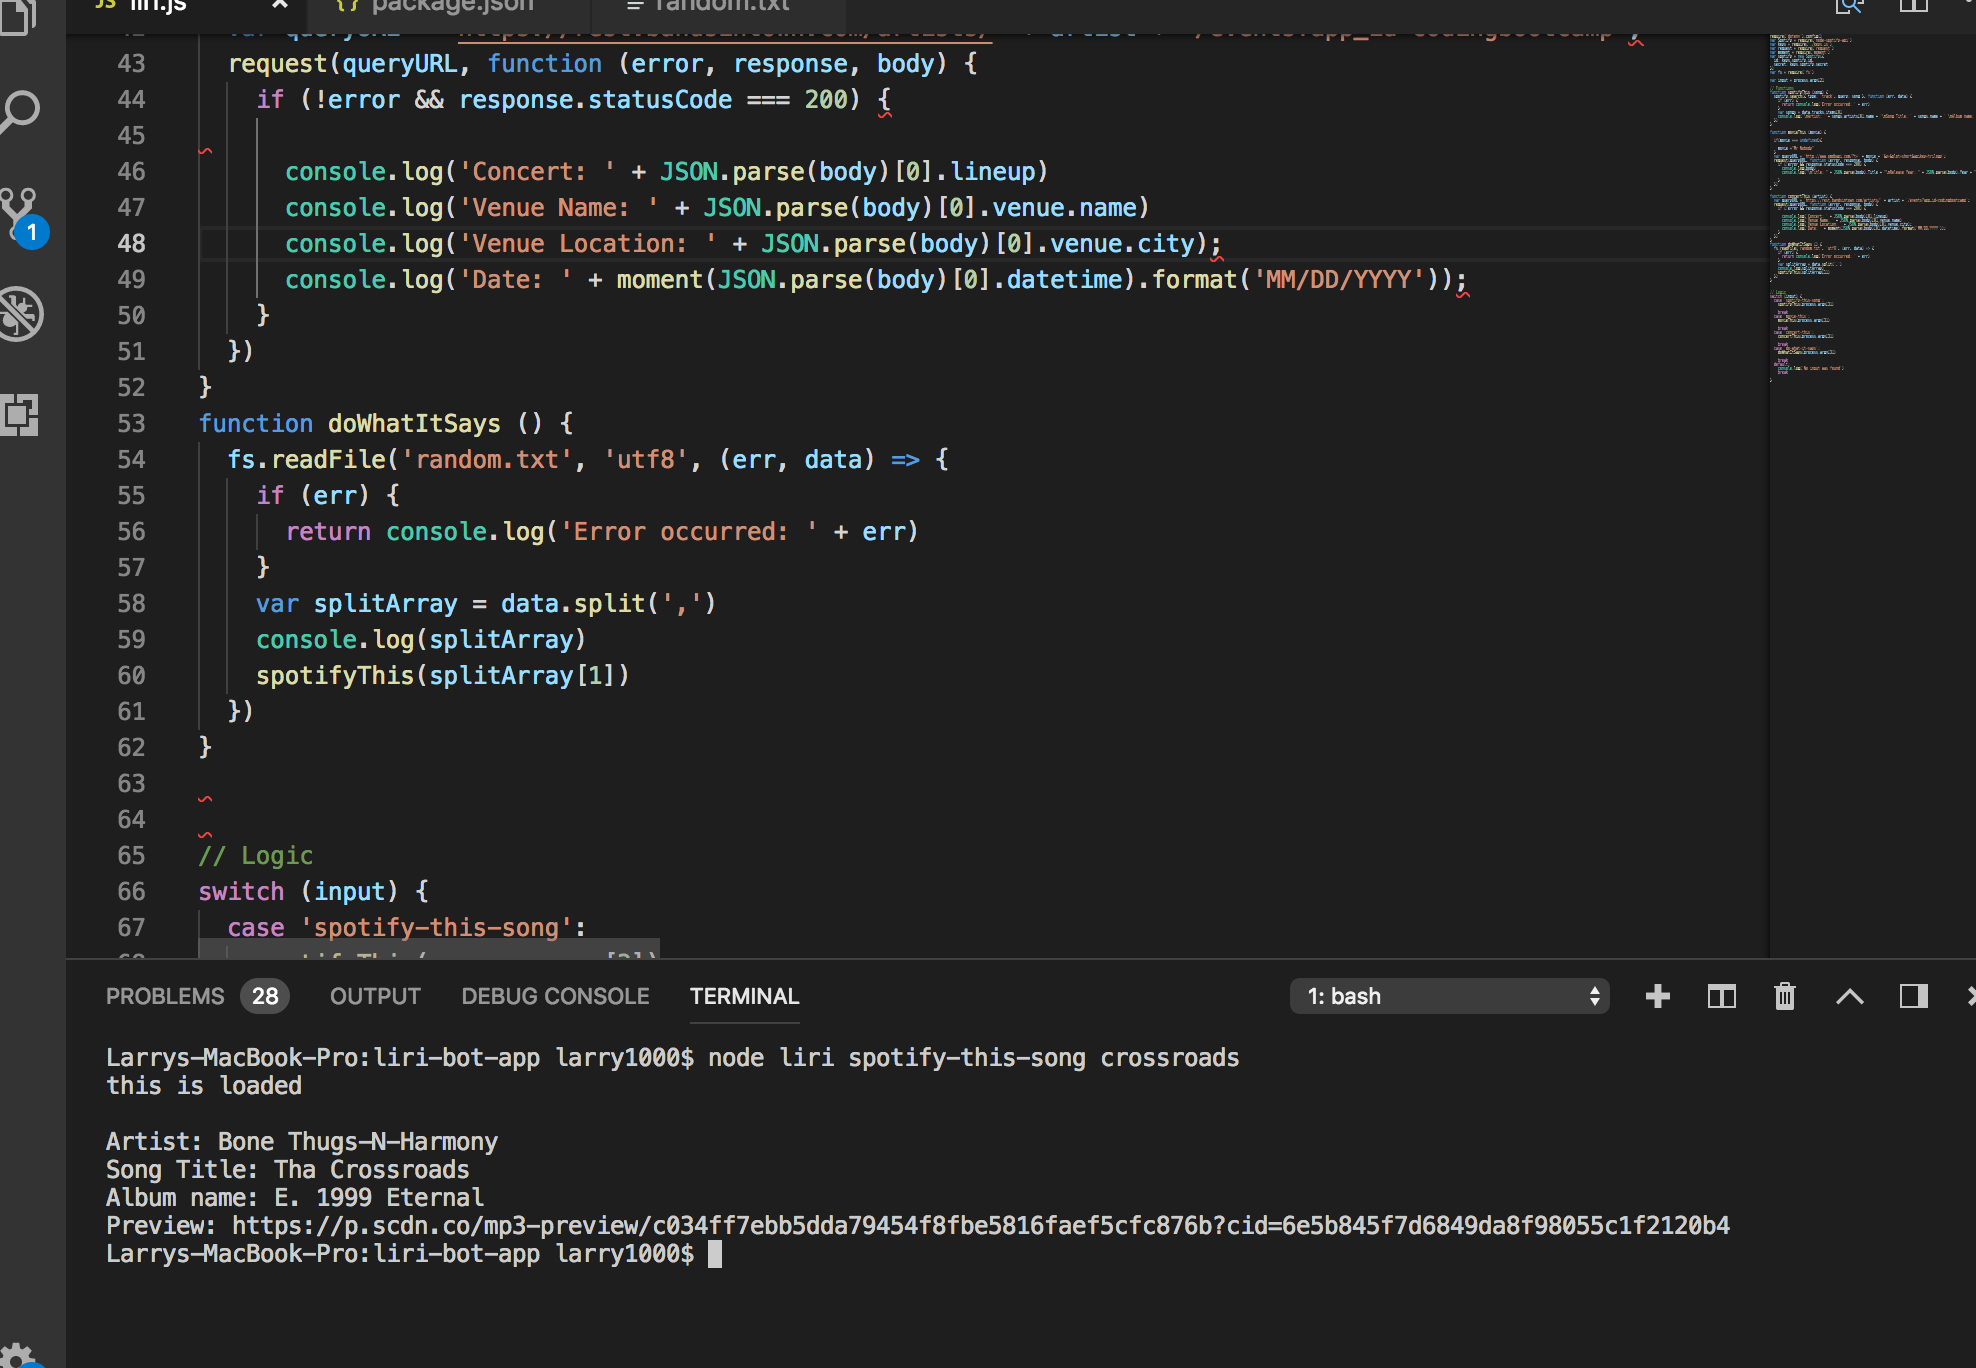 JS liri.js
{} package.json
random.txt
43 request(queryURL, function (error, response, body) {
44 if (!error && response.statusCode === 200) {
45
46 console.log('Concert: ' + JSON.parse(body)[0].lineup)
47 console.log('Venue Name: ' + JSON.parse(body)[0].venue.name)
48 console.log('Venue Location: ' + JSON.parse(body)[0].venue.city);
49 console.log('Date: ' + moment(JSON.parse(body)[0].datetime).format('MM/DD/YYYY'));
50 }
51 })
52 }
53 function doWhatItSays () {
54 fs.readFile('random.txt', 'utf8', (err, data) => {
55 if (err) {
56 return console.log('Error occurred: ' + err)
57 }
58 var splitArray = data.split(',')
59 console.log(splitArray)
60 spotifyThis(splitArray[1])
61 })
62 }
63
64
65 // Logic
66 switch (input) {
67 case 'spotify-this-song':
1
PROBLEMS 28 OUTPUT DEBUG CONSOLE TERMINAL 1: bash
Larrys-MacBook-Pro:liri-bot-app larry1000$ node liri spotify-this-song crossroads
this is loaded
Artist: Bone Thugs-N-Harmony
Song Title: Tha Crossroads
Album name: E. 1999 Eternal
Preview: https://p.scdn.co/mp3-preview/c034ff7ebb5dda79454f8fbe5816faef5cfc876b?cid=6e5b845f7d6849da8f98055c1f2120b4
Larrys-MacBook-Pro:liri-bot-app larry1000$